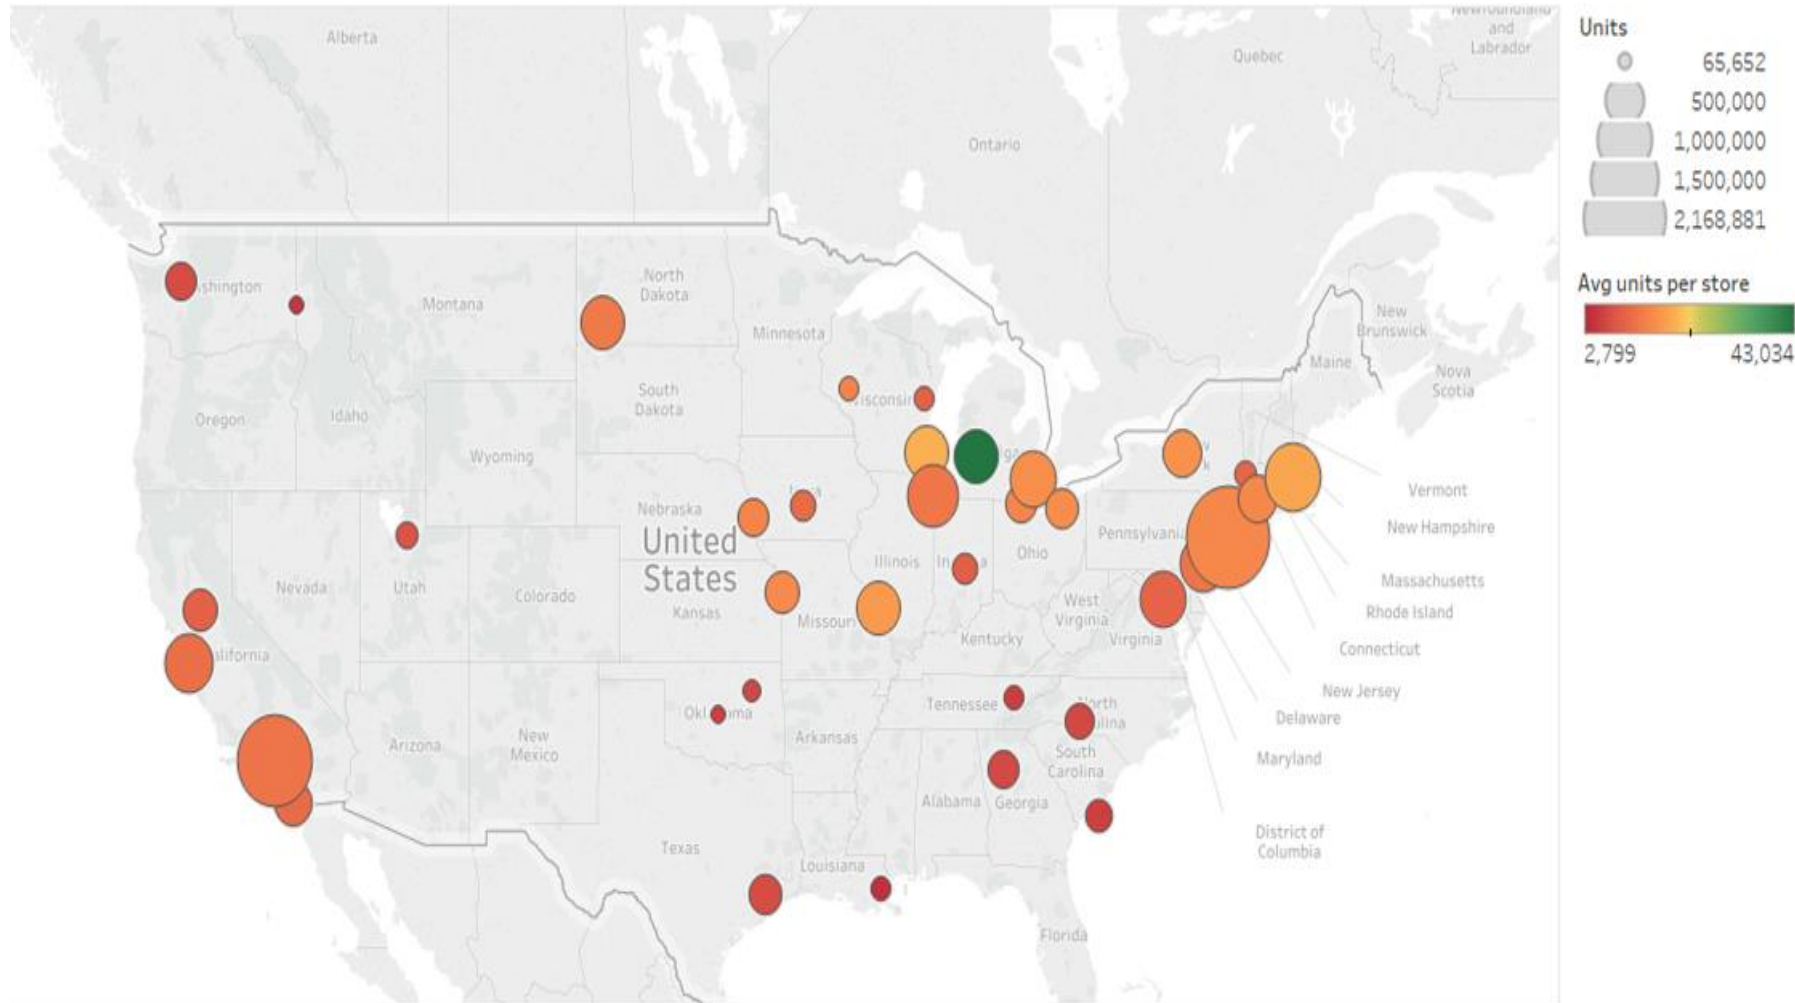 Alberta
Newfoundland
and
Labrador
Quebec
Ontario
North
Dakota
Montana
Minnesota
New
Brunswick
Maine
Nova
Scotia
South
Dakota
Oregon
Idaho
Wyoming
Nebraska
United
States
Nevada
Utah
Colorado
Kansas
Illinois
Ohio
West
Virginia
Virginia
Kentucky
Vermont
New Hampshire
Massachusetts
Rhode Island
Connecticut
New Jersey
Delaware
Maryland
District of
Columbia
Tennessee
South
Carolina
Arkansas
Arizona
New
Mexico
Alabama
Georgia
Texas
Louisiana
Florida
Units
65,652
500,000
1,000,000
1,500,000
2,168,881
Avg units per store
2,799
43,034